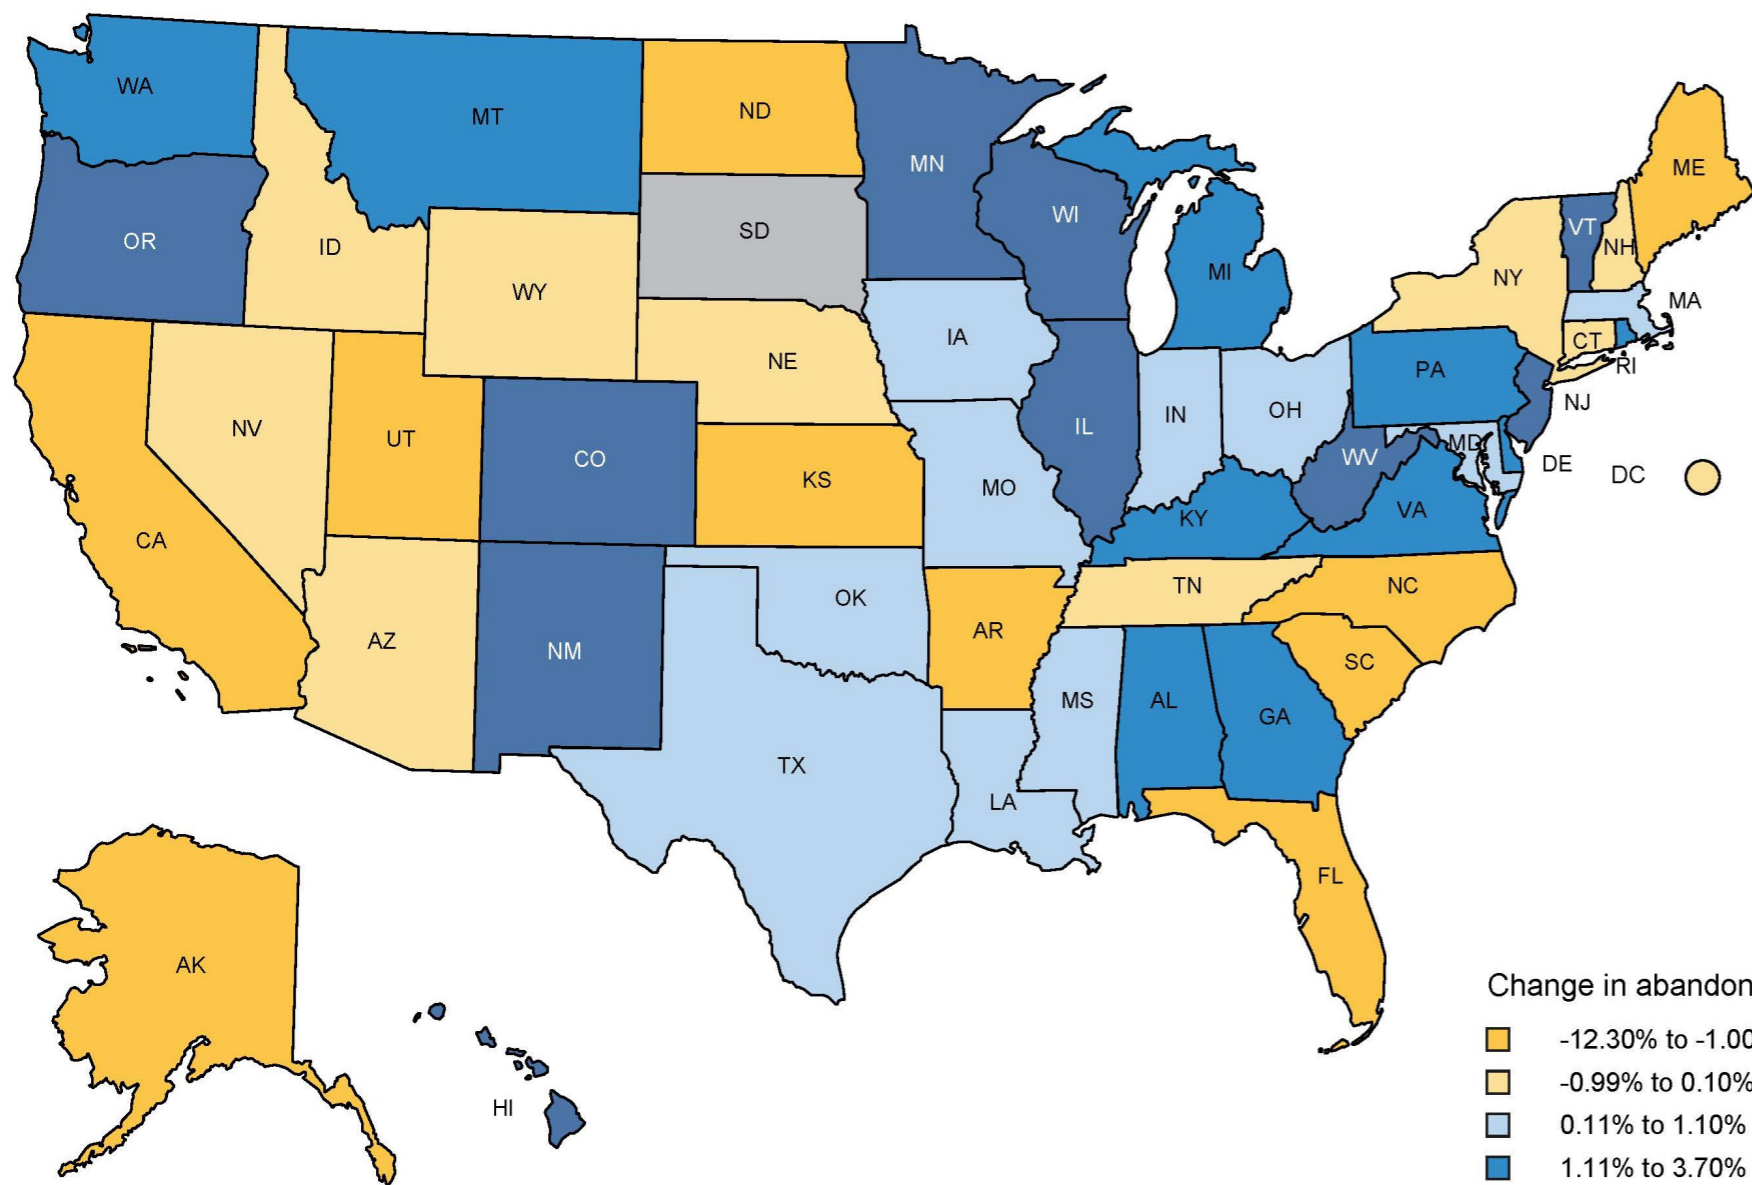 WA
MT
ND
MN
ME
OR
ID
WY
SD
WI
MI
NY
VT
NH
MA
CT
RI
NV
UT
CO
NE
KS
IA
MO
IL
IN
OH
PA
NJ
WV
MD
DE
DC
KY
VA
CA
AZ
NM
OK
TX
AR
TN
NC
SC
MS
AL
GA
LA
FL
AK
HI
Change in abandon
-12.30% to -1.00
-0.99% to 0.10%
0.11% to 1.10%
1.11% to 3.70%